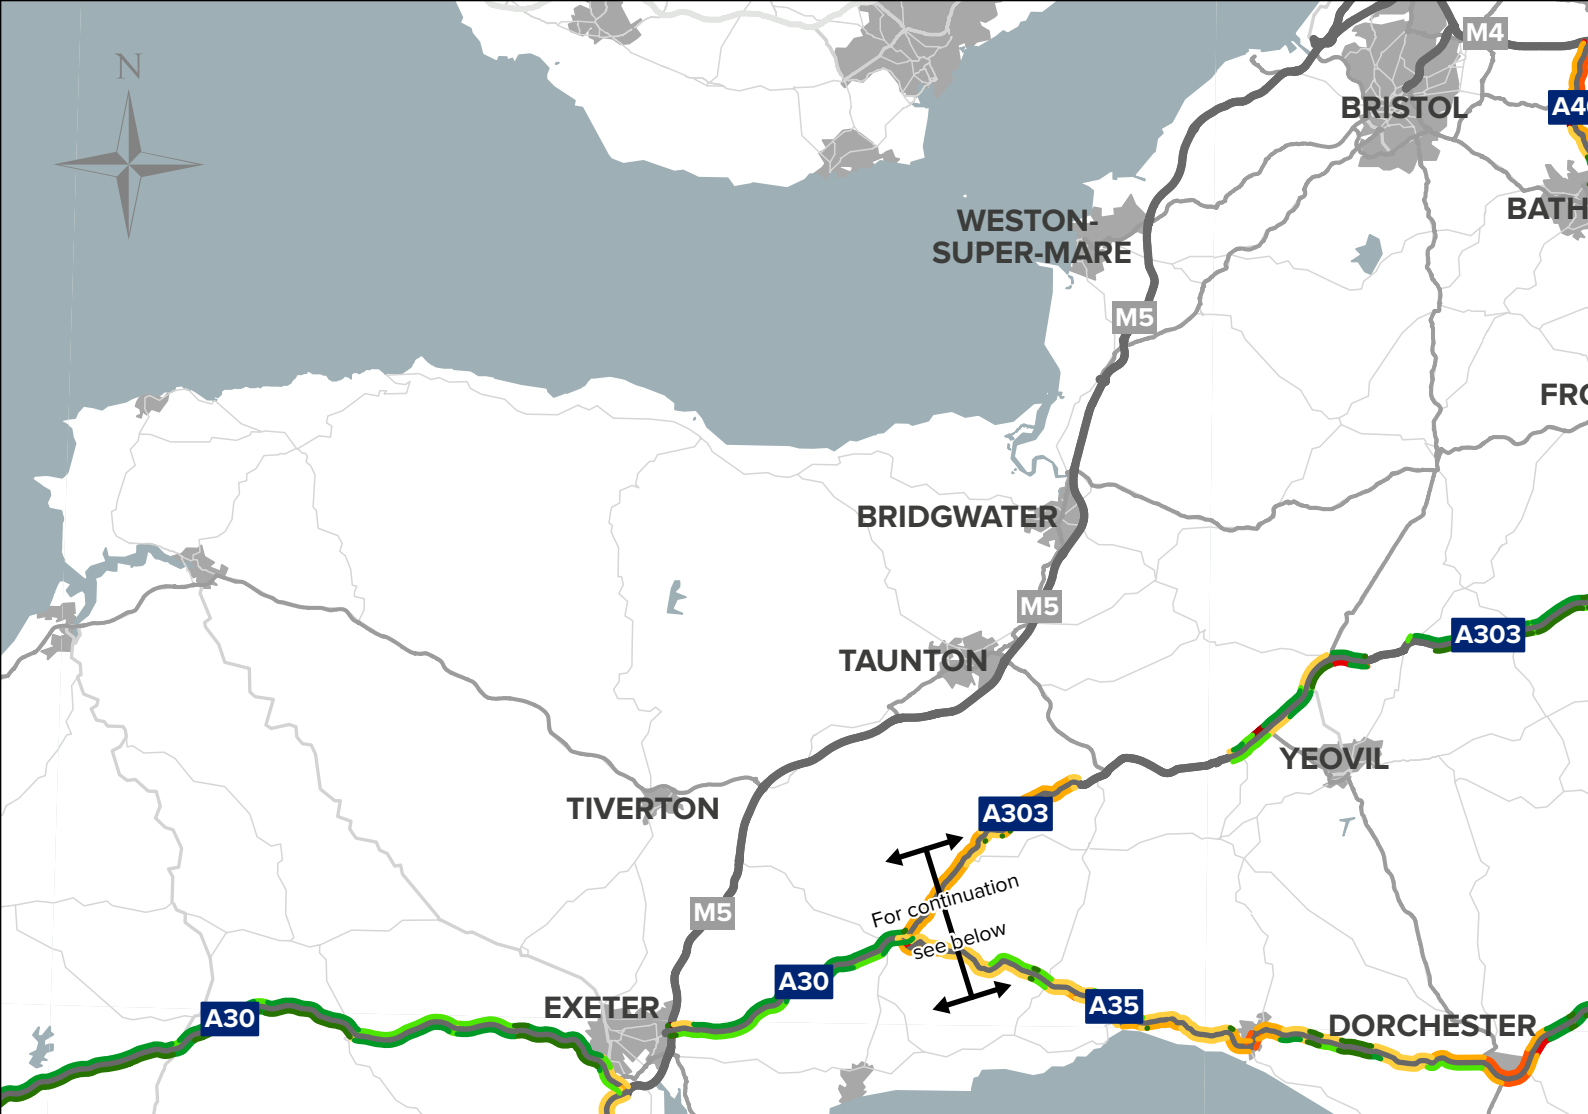 N
M4
BRISTOL
BATH
WESTON-
SUPER-MARE
M5
BRIDGWATER
M5
TAUNTON
A303
YEOVIL
TIVERTON
A303
M5
For continuation
see below
A30
EXETER
A30
A35
DORCHESTER